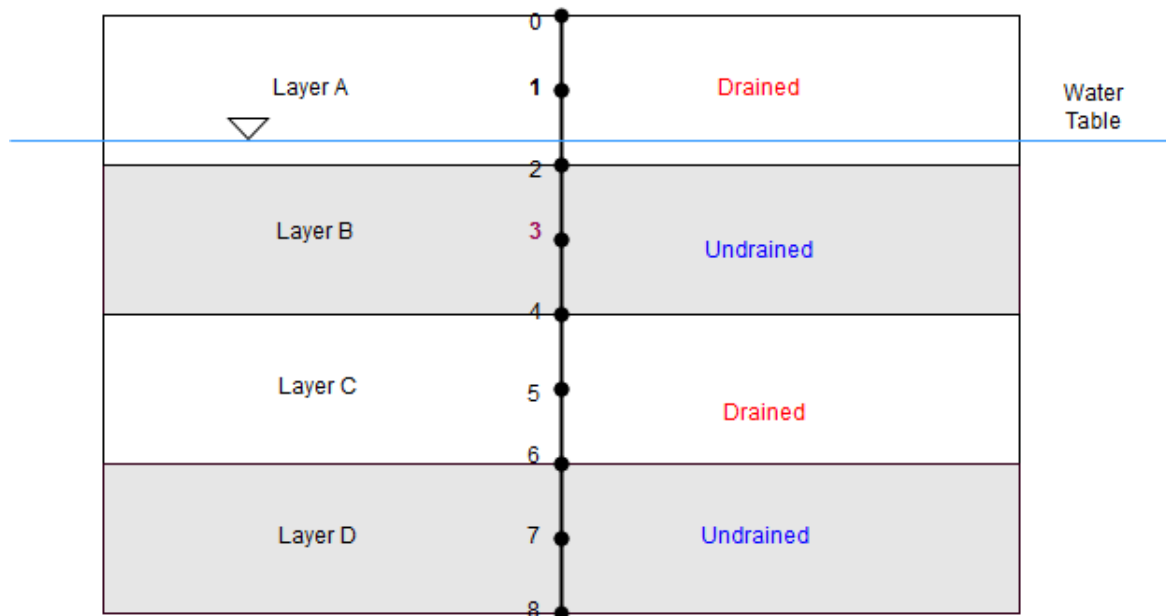 0
Layer A
1
Drained
Water
Table
2
Layer B
3
Undrained
4
Layer C
5
Drained
6
Layer D
7
Undrained
8